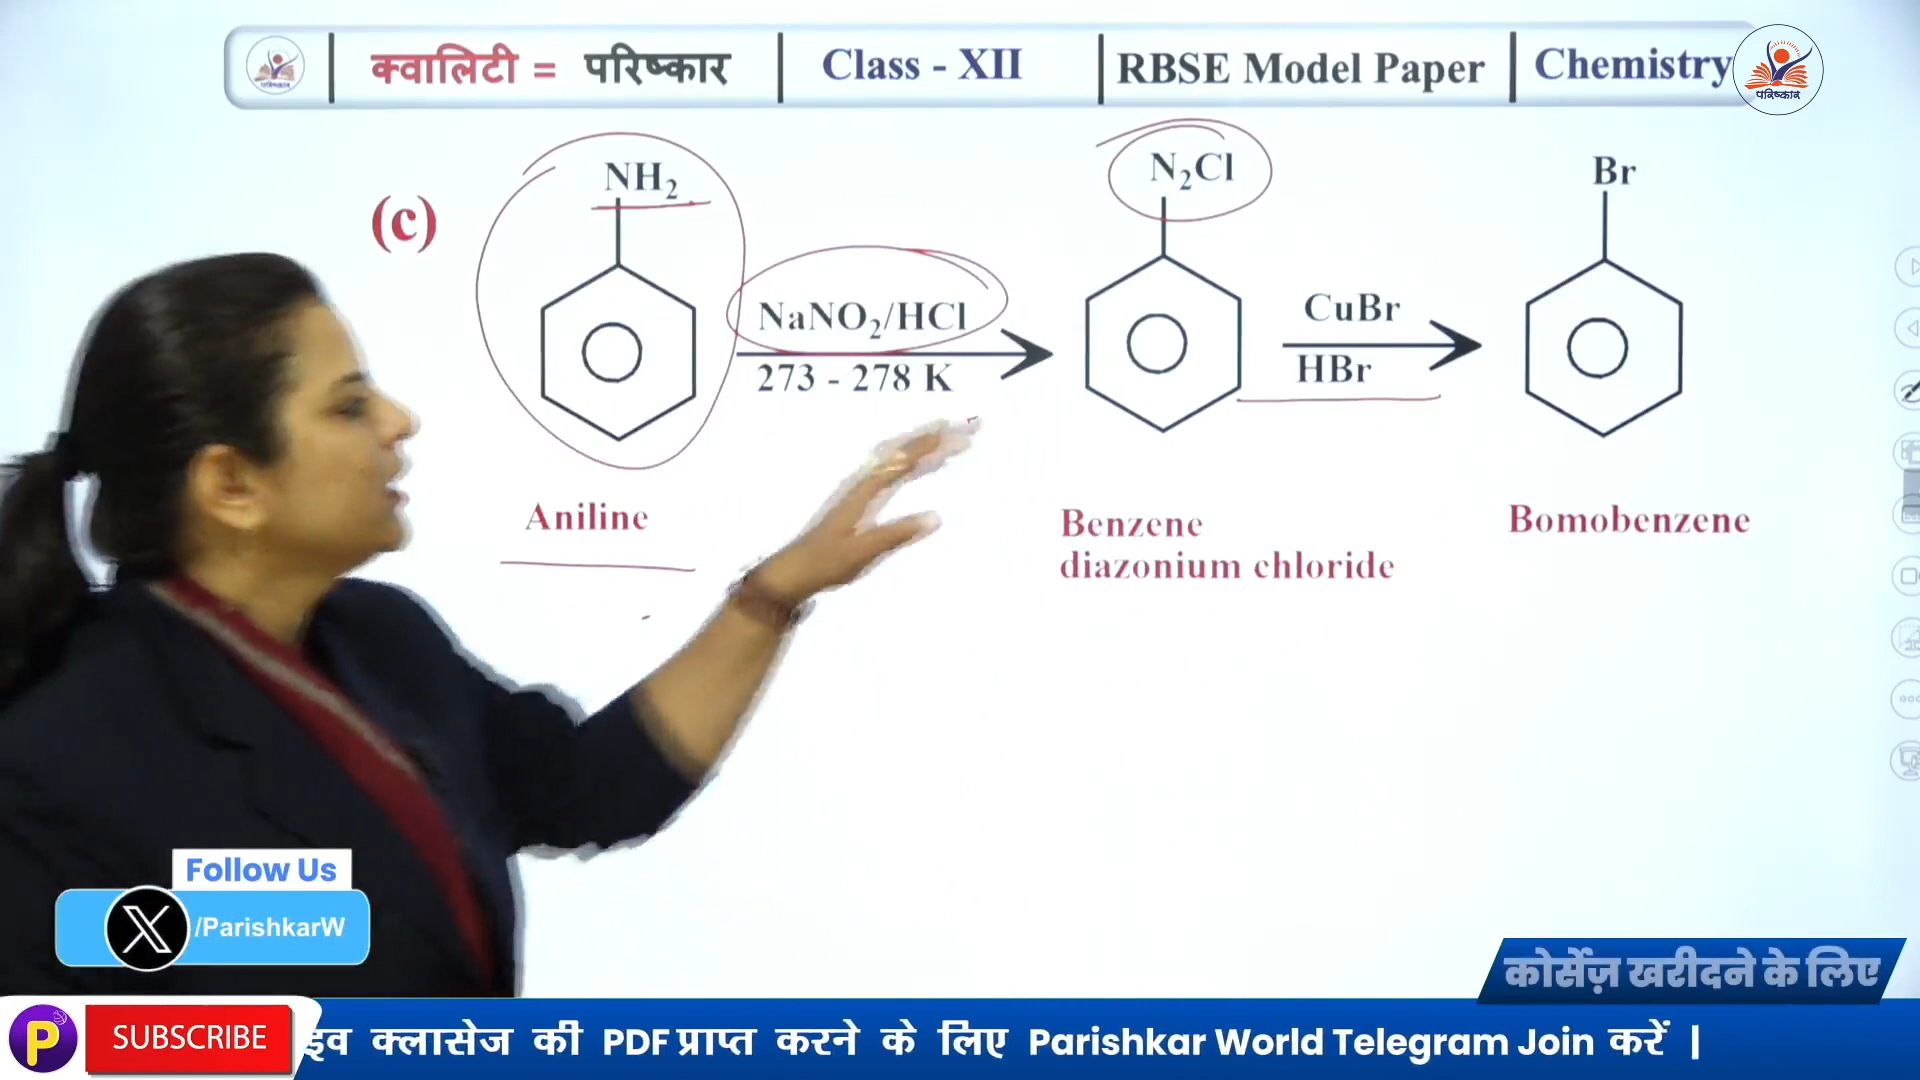 क्वालिटी = परिष्कार | Class - XII | RBSE Model Paper | Chemistry
परिष्कार
परिष्कार
NH₂
N₂Cl
Br
(c)
NaNO₂/HCl
273 - 278 K
CuBr
HBr
Aniline
Benzene
diazonium chloride
Bomobenzene
Follow Us
X /ParishkarW
कोर्सेज़ खरीदने के लिए
P SUBSCRIBE
इव क्लासेज की PDF प्राप्त करने के लिए Parishkar World Telegram Join करें |